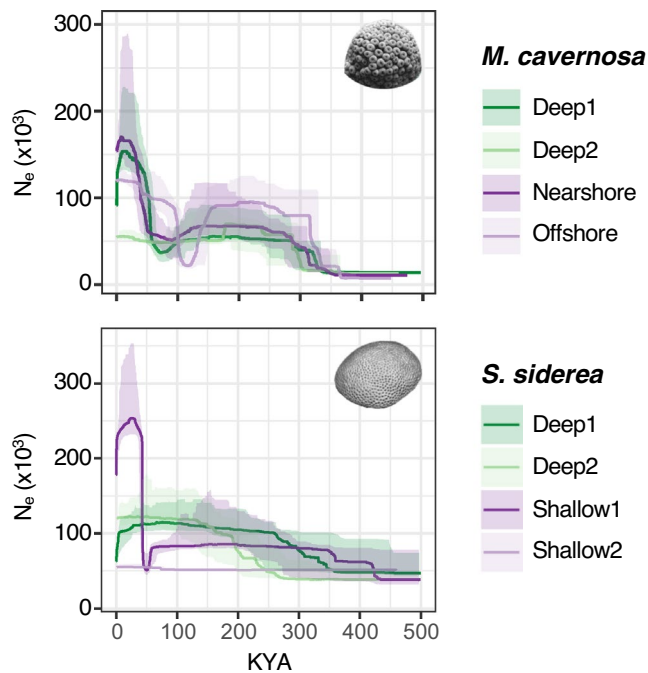 300
200
100
0
Nₑ (x10³)
M. cavernosa
Deep1
Deep2
Nearshore
Offshore
300
200
100
0
Nₑ (x10³)
0 100 200 300 400 500
KYA
S. siderea
Deep1
Deep2
Shallow1
Shallow2